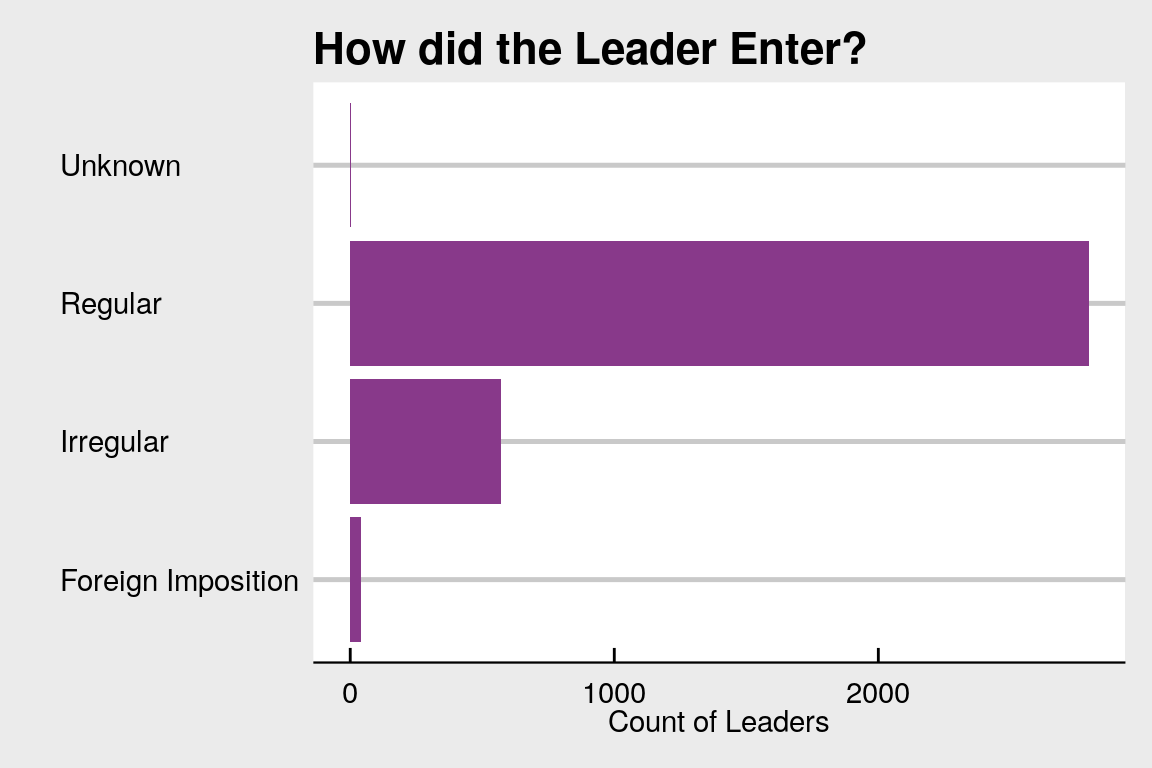 How did the Leader Enter?
Unknown
Regular
Irregular
Foreign Imposition
0 1000 2000
Count of Leaders